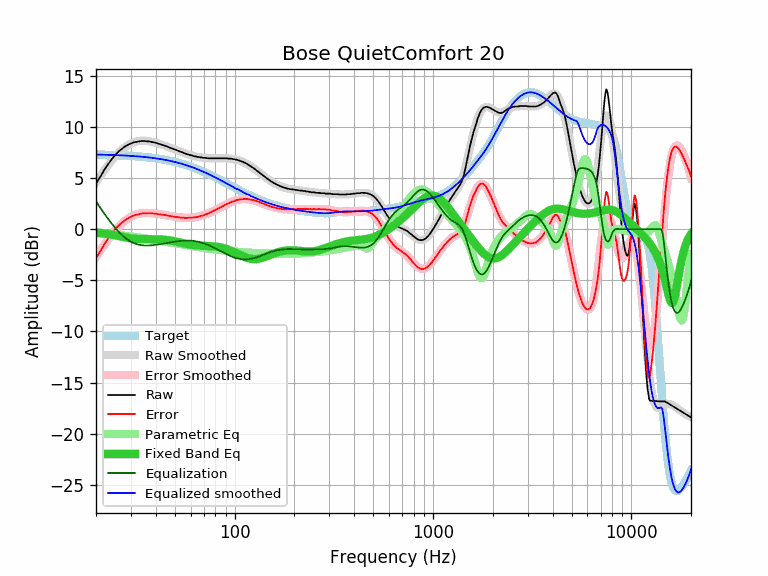 Bose QuietComfort 20
15
10
5
0
−5
−10
−15
−20
−25
Amplitude (dBr)
Target
Raw Smoothed
Error Smoothed
Raw
Error
Parametric Eq
Fixed Band Eq
Equalization
Equalized smoothed
100 1000 10000
Frequency (Hz)